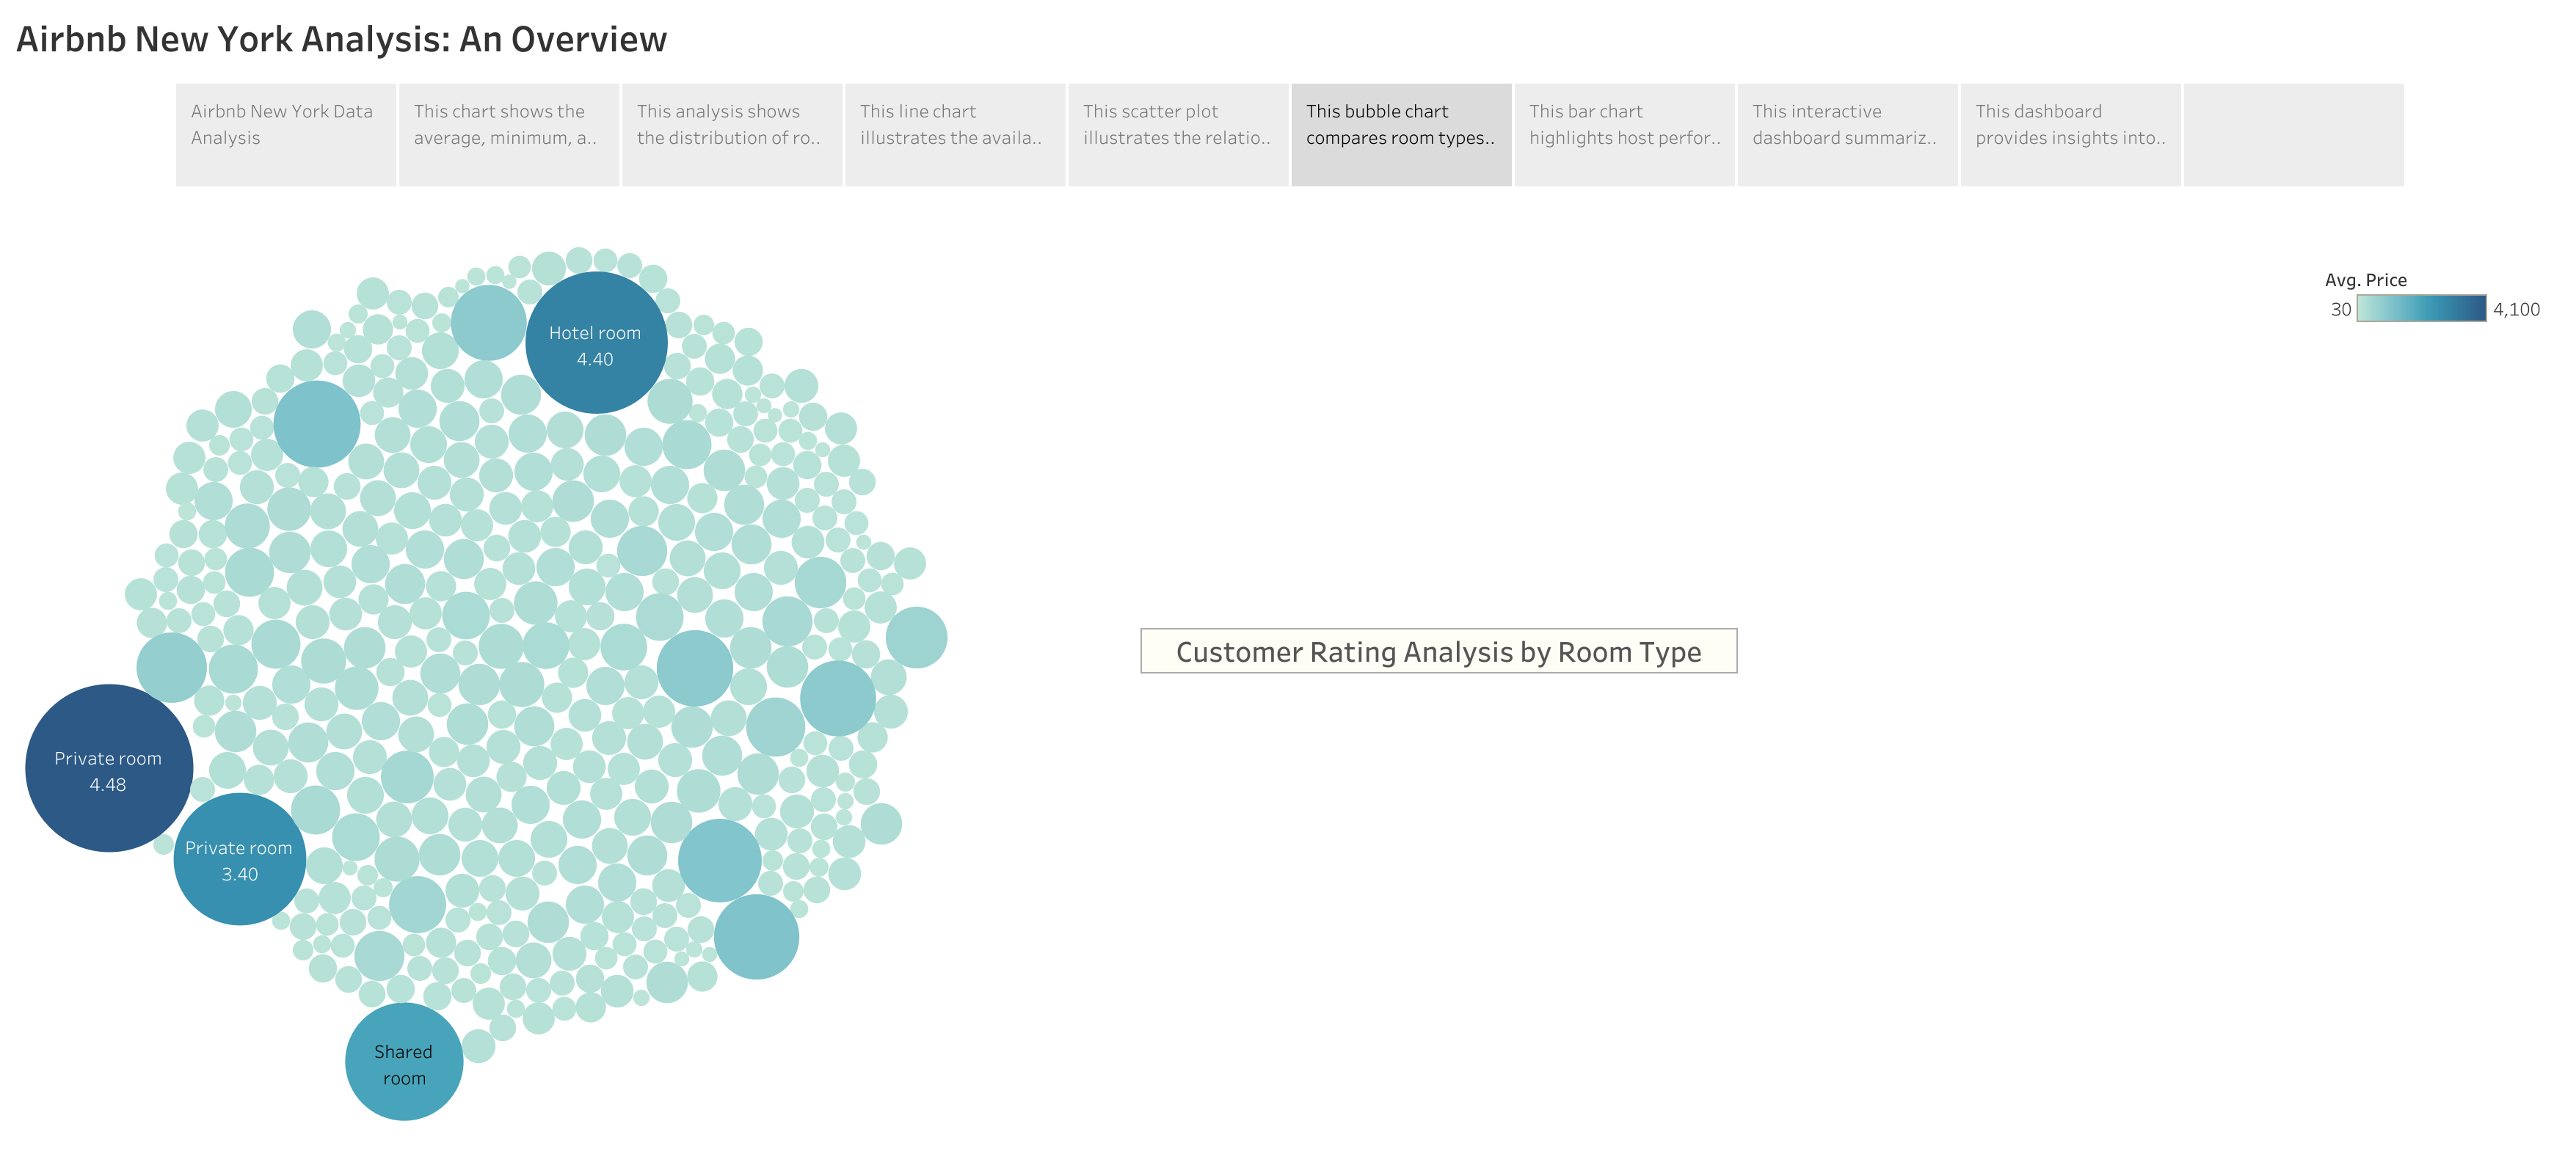 Airbnb New York Analysis: An Overview
Airbnb New York Data
Analysis
This chart shows the
average, minimum, a..
This analysis shows
the distribution of ro..
This line chart
illustrates the availa..
This scatter plot
illustrates the relatio..
This bubble chart
compares room types..
This bar chart
highlights host perfor..
This interactive
dashboard summariz..
This dashboard
provides insights into..
Avg. Price
30 4,100
Hotel room
4.40
Customer Rating Analysis by Room Type
Private room
4.48
Private room
3.40
Shared
room